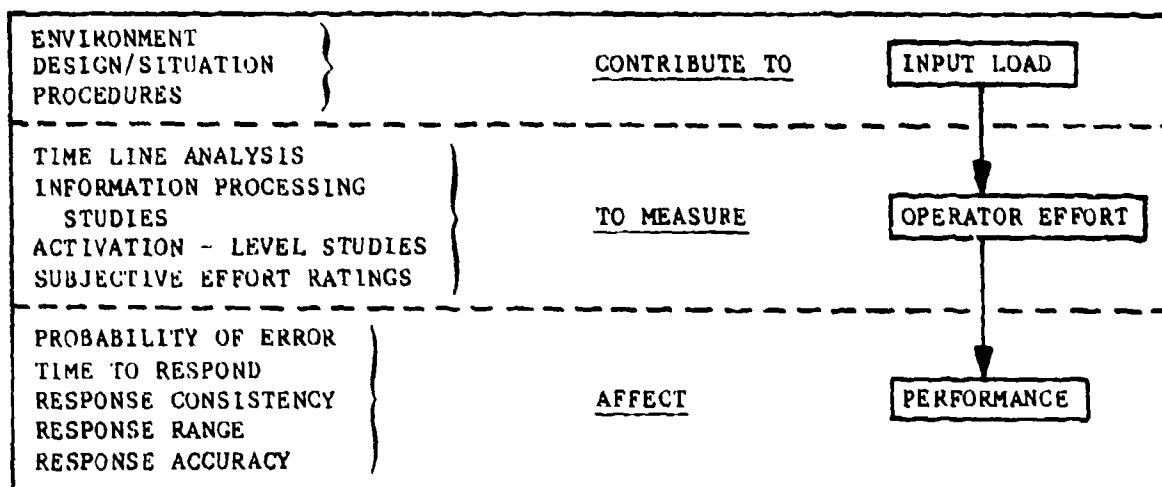 ENVIRONMENT
DESIGN/SITUATION
PROCEDURES
CONTRIBUTE TO
INPUT LOAD
TIME LINE ANALYSIS
INFORMATION PROCESSING
STUDIES
ACTIVATION - LEVEL STUDIES
SUBJECTIVE EFFORT RATINGS
TO MEASURE
OPERATOR EFFORT
PROBABILITY OF ERROR
TIME TO RESPOND
RESPONSE CONSISTENCY
RESPONSE RANGE
RESPONSE ACCURACY
AFFECT
PERFORMANCE